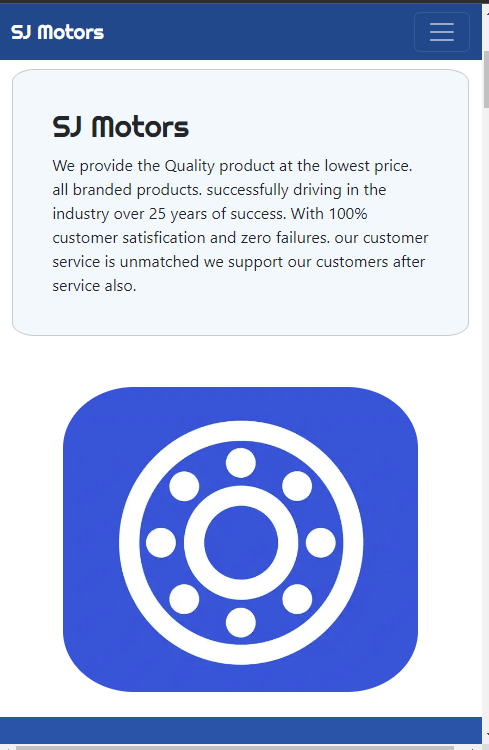 SJ Motors
SJ Motors
We provide the Quality product at the lowest price.
all branded products. successfully driving in the
industry over 25 years of success. With 100%
customer satisfication and zero failures. our customer
service is unmatched we support our customers after
service also.